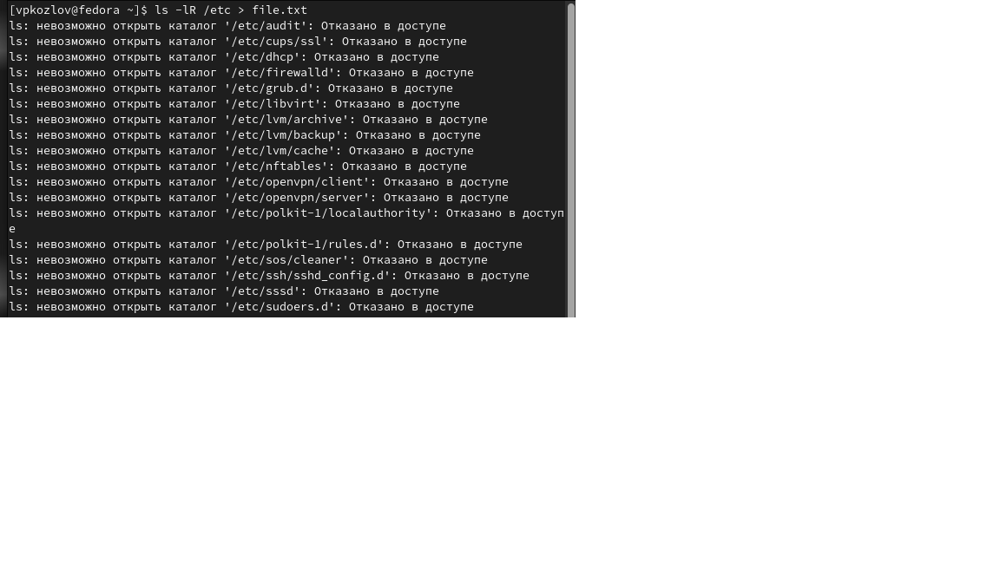 [vpkozlov@fedora ~]$ ls -lR /etc > file.txt
ls: невозможно открыть каталог '/etc/audit': Отказано в доступе
ls: невозможно открыть каталог '/etc/cups/ssl': Отказано в доступе
ls: невозможно открыть каталог '/etc/dhcp': Отказано в доступе
ls: невозможно открыть каталог '/etc/firewalld': Отказано в доступе
ls: невозможно открыть каталог '/etc/grub.d': Отказано в доступе
ls: невозможно открыть каталог '/etc/libvirt': Отказано в доступе
ls: невозможно открыть каталог '/etc/lvm/archive': Отказано в доступе
ls: невозможно открыть каталог '/etc/lvm/backup': Отказано в доступе
ls: невозможно открыть каталог '/etc/lvm/cache': Отказано в доступе
ls: невозможно открыть каталог '/etc/nftables': Отказано в доступе
ls: невозможно открыть каталог '/etc/openvpn/client': Отказано в доступе
ls: невозможно открыть каталог '/etc/openvpn/server': Отказано в доступе
ls: невозможно открыть каталог '/etc/polkit-1/localauthority': Отказано в доступ
е
ls: невозможно открыть каталог '/etc/polkit-1/rules.d': Отказано в доступе
ls: невозможно открыть каталог '/etc/sos/cleaner': Отказано в доступе
ls: невозможно открыть каталог '/etc/ssh/sshd_config.d': Отказано в доступе
ls: невозможно открыть каталог '/etc/sssd': Отказано в доступе
ls: невозможно открыть каталог '/etc/sudoers.d': Отказано в доступе